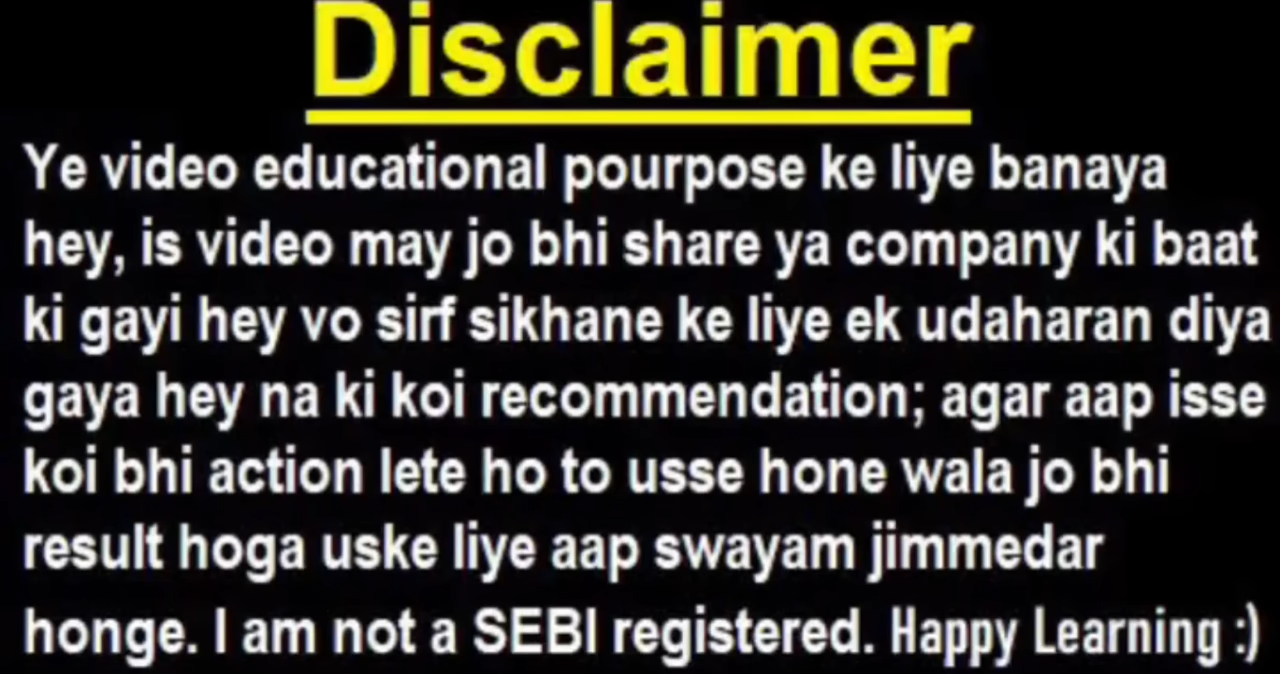 Disclaimer
Ye video educational pourpose ke liye banaya
hey, is video may jo bhi share ya company ki baat
ki gayi hey vo sirf sikhane ke liye ek udaharan diya
gaya hey na ki koi recommendation; agar aap isse
koi bhi action lete ho to usse hone wala jo bhi
result hoga uske liye aap swayam jimmedar
honge. I am not a SEBI registered. Happy Learning :)